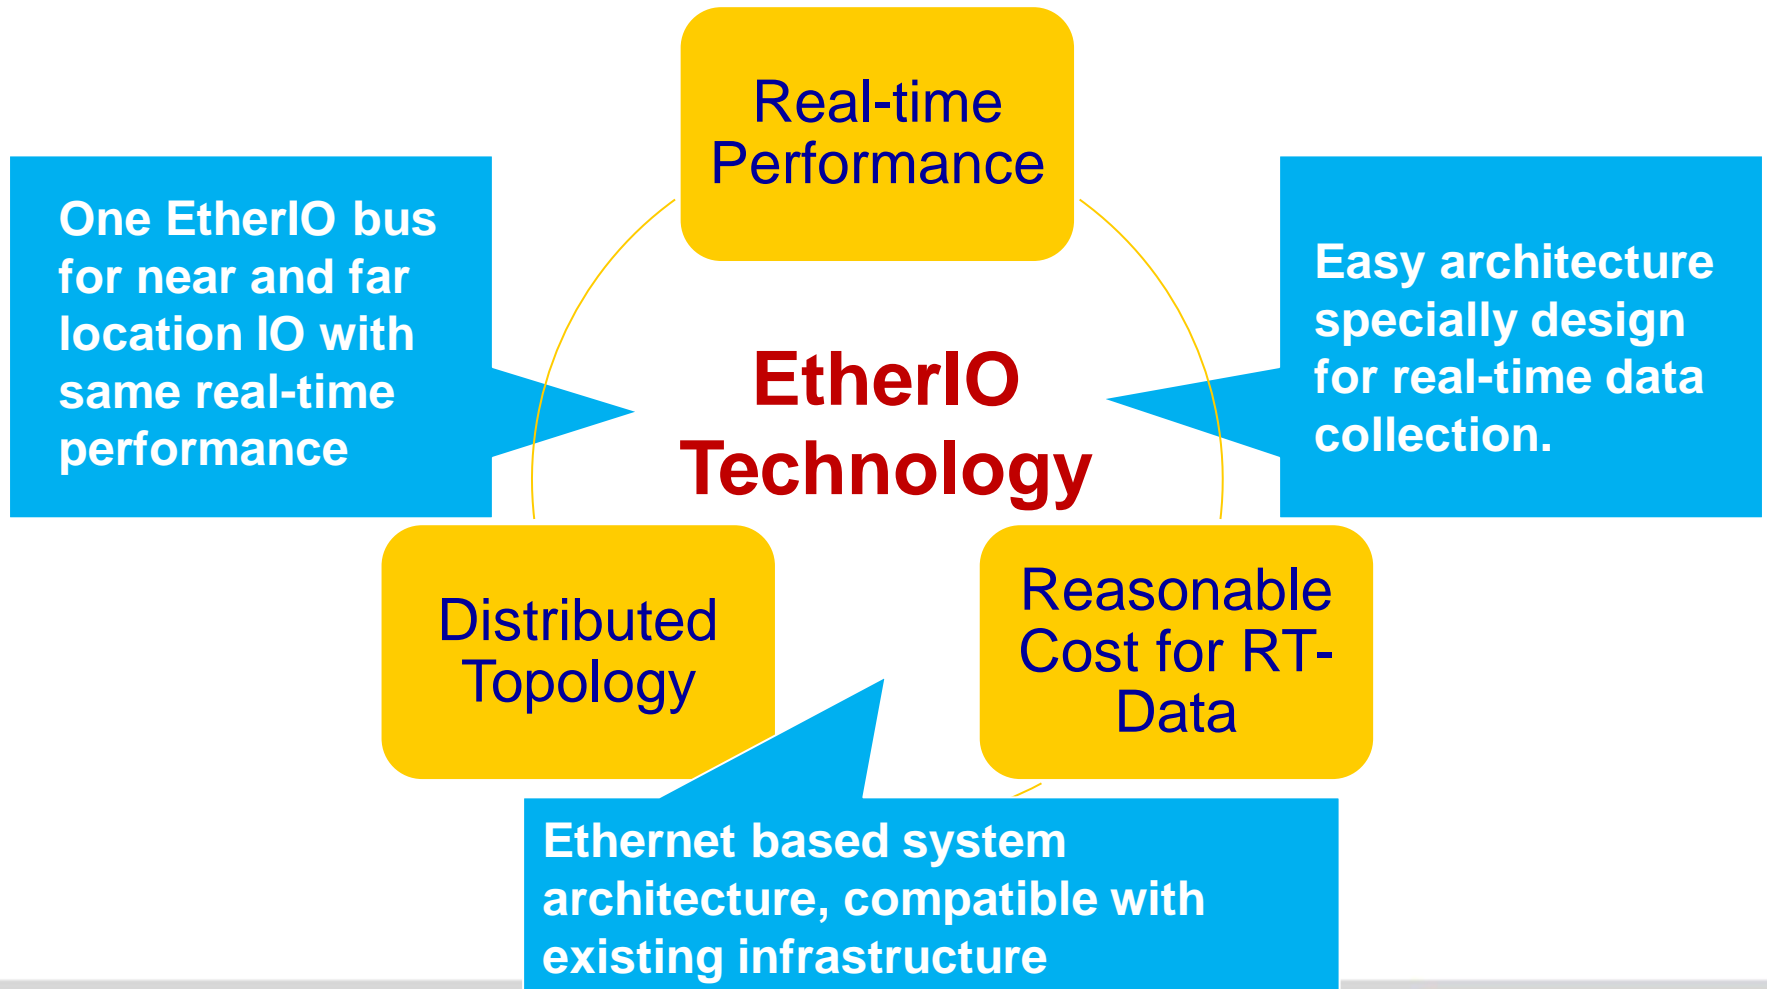 Real-time
Performance
One EtherIO bus
for near and far
location IO with
same real-time
performance
Easy architecture
specially design
for real-time data
collection.
EtherIO
Technology
Distributed
Topology
Reasonable
Cost for RT-
Data
Ethernet based system
architecture, compatible with
existing infrastructure